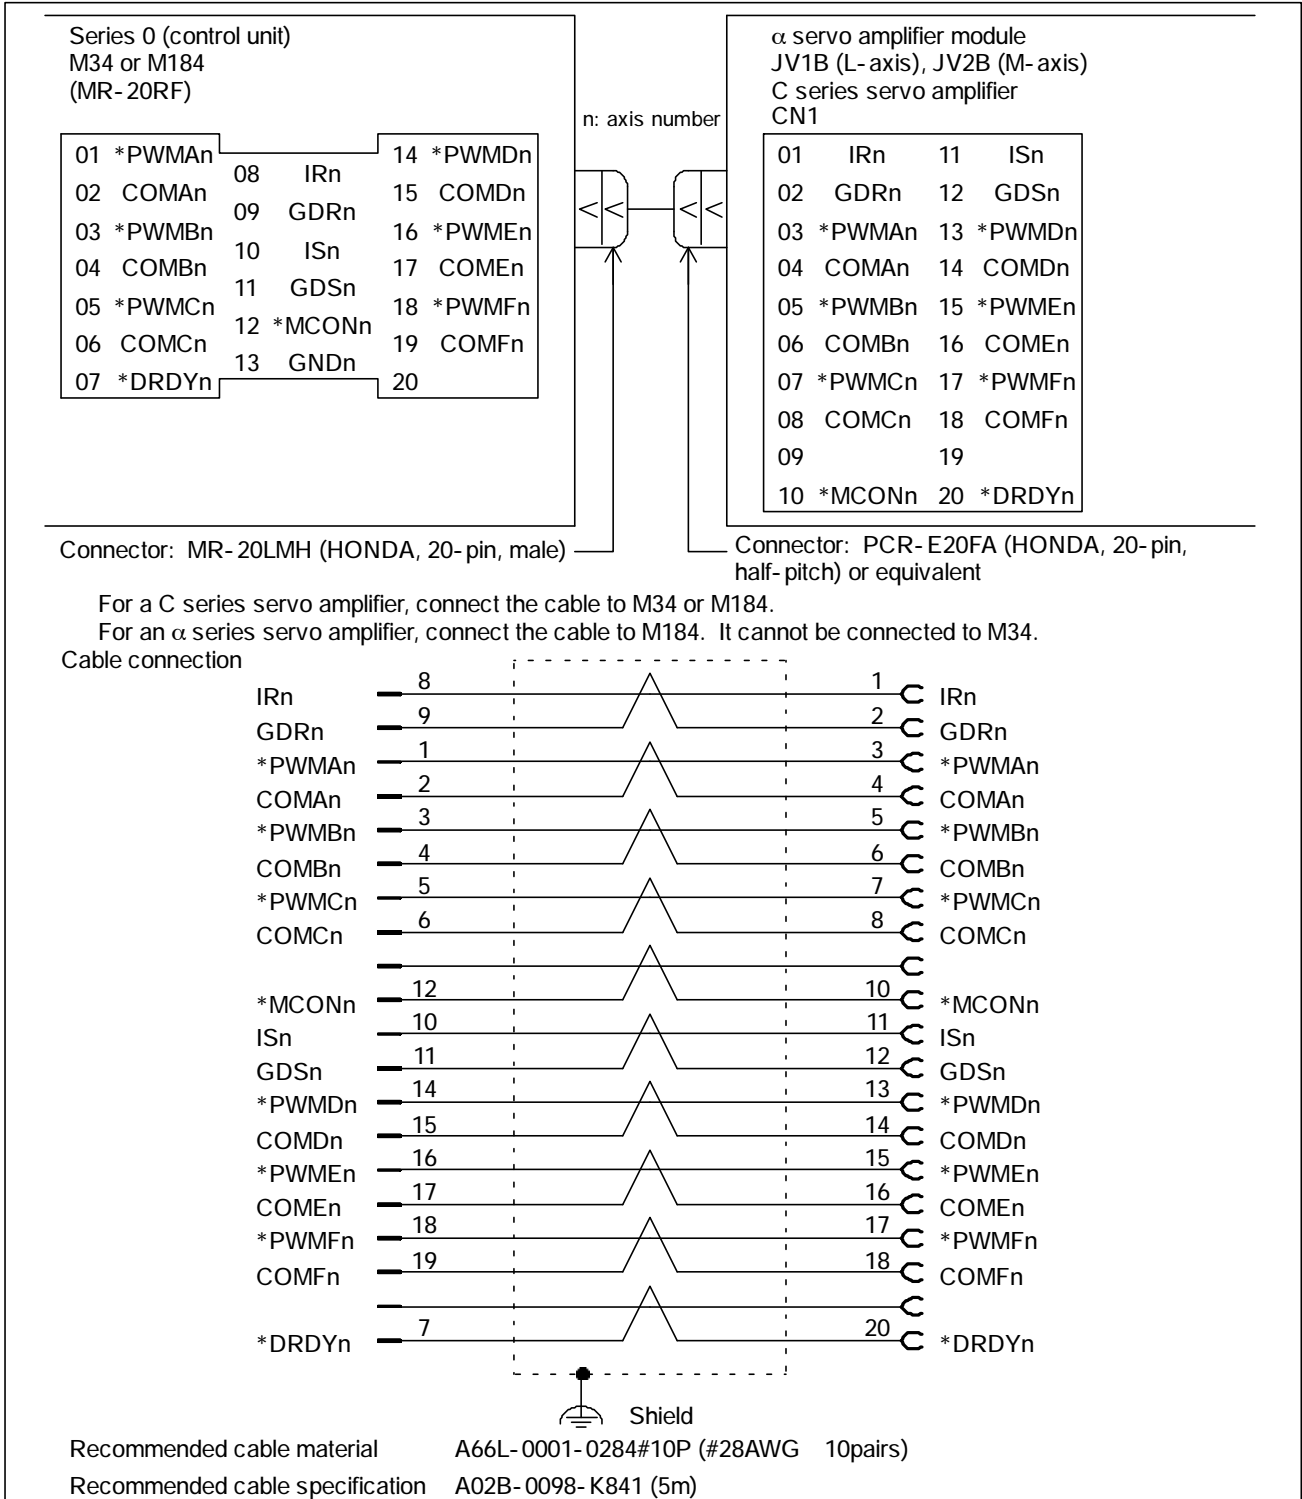 Series 0 (control unit)
M34 or M184
(MR-20RF)
01 *PWMAn
02 COMAn
03 *PWMBn
04 COMBn
05 *PWMCn
06 COMCn
07 *DRDYn
08 IRn
09 GDRn
10 ISn
11 GDSn
12 *MCONn
13 GNDn
14 *PWMDn
15 COMDn
16 *PWMEn
17 COMEn
18 *PWMFn
19 COMFn
20
n: axis number
α servo amplifier module
JV1B (L-axis), JV2B (M-axis)
C series servo amplifier
CN1
01 IRn 11 ISn
02 GDRn 12 GDSn
03 *PWMAn 13 *PWMDn
04 COMAn 14 COMDn
05 *PWMBn 15 *PWMEn
06 COMBn 16 COMEn
07 *PWMCn 17 *PWMFn
08 COMCn 18 COMFn
09 19
10 *MCONn 20 *DRDYn
Connector: MR-20LMH (HONDA, 20-pin, male)
Connector: PCR-E20FA (HONDA, 20-pin,
half-pitch) or equivalent
For a C series servo amplifier, connect the cable to M34 or M184.
For an α series servo amplifier, connect the cable to M184. It cannot be connected to M34.
Cable connection
IRn 8 1 IRn
GDRn 9 2 GDRn
*PWMAn 1 3 *PWMAn
COMAn 2 4 COMAn
*PWMBn 3 5 *PWMBn
COMBn 4 6 COMBn
*PWMCn 5 7 *PWMCn
COMCn 6 8 COMCn
*MCONn 12 10 *MCONn
ISn 10 11 ISn
GDSn 11 12 GDSn
*PWMDn 14 13 *PWMDn
COMDn 15 14 COMDn
*PWMEn 16 15 *PWMEn
COMEn 17 16 COMEn
*PWMFn 18 17 *PWMFn
COMFn 19 18 COMFn
*DRDYn 7 20 *DRDYn
Shield
Recommended cable material A66L-0001-0284#10P (#28AWG 10pairs)
Recommended cable specification A02B-0098-K841 (5m)